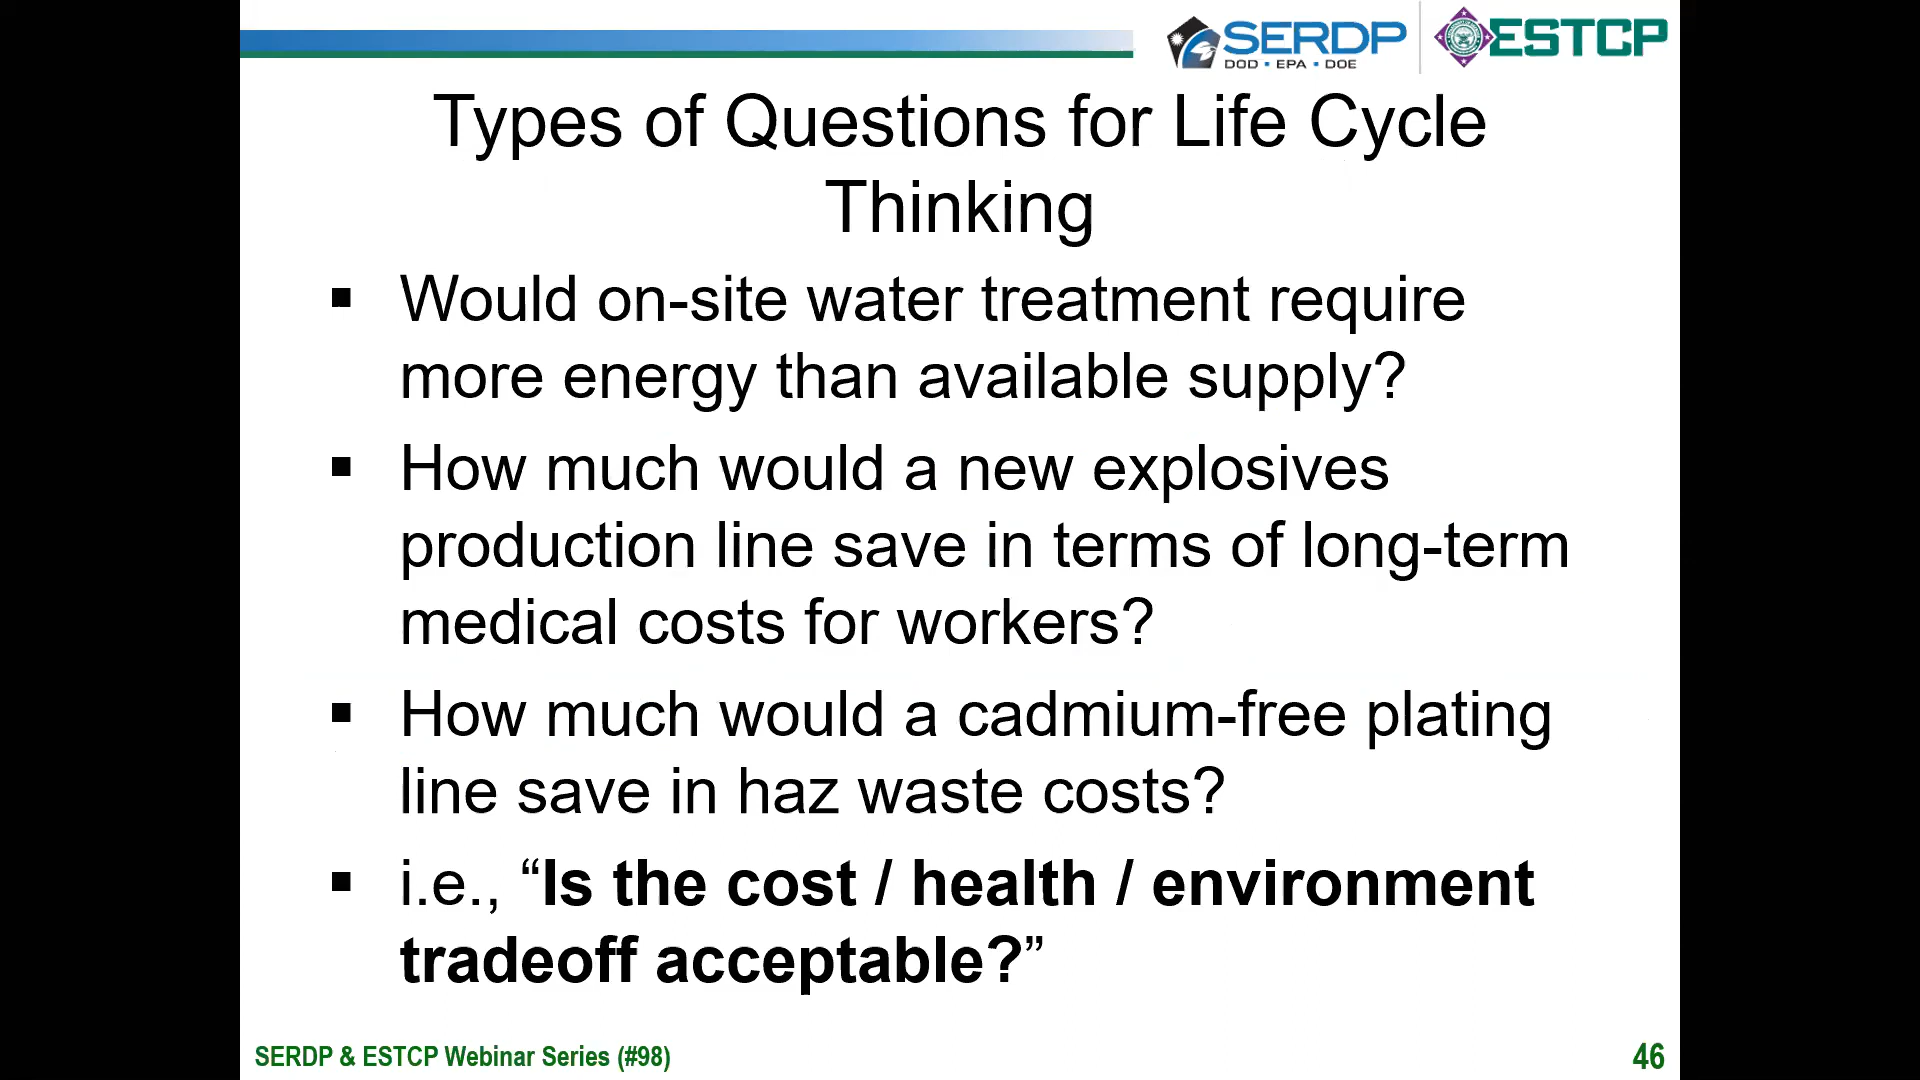 SERDP
DOD • EPA • DOE
ESTCP
Types of Questions for Life Cycle
Thinking
▪ Would on-site water treatment require
more energy than available supply?
▪ How much would a new explosives
production line save in terms of long-term
medical costs for workers?
▪ How much would a cadmium-free plating
line save in haz waste costs?
▪ i.e., “Is the cost / health / environment
tradeoff acceptable?”
SERDP & ESTCP Webinar Series (#98)
46